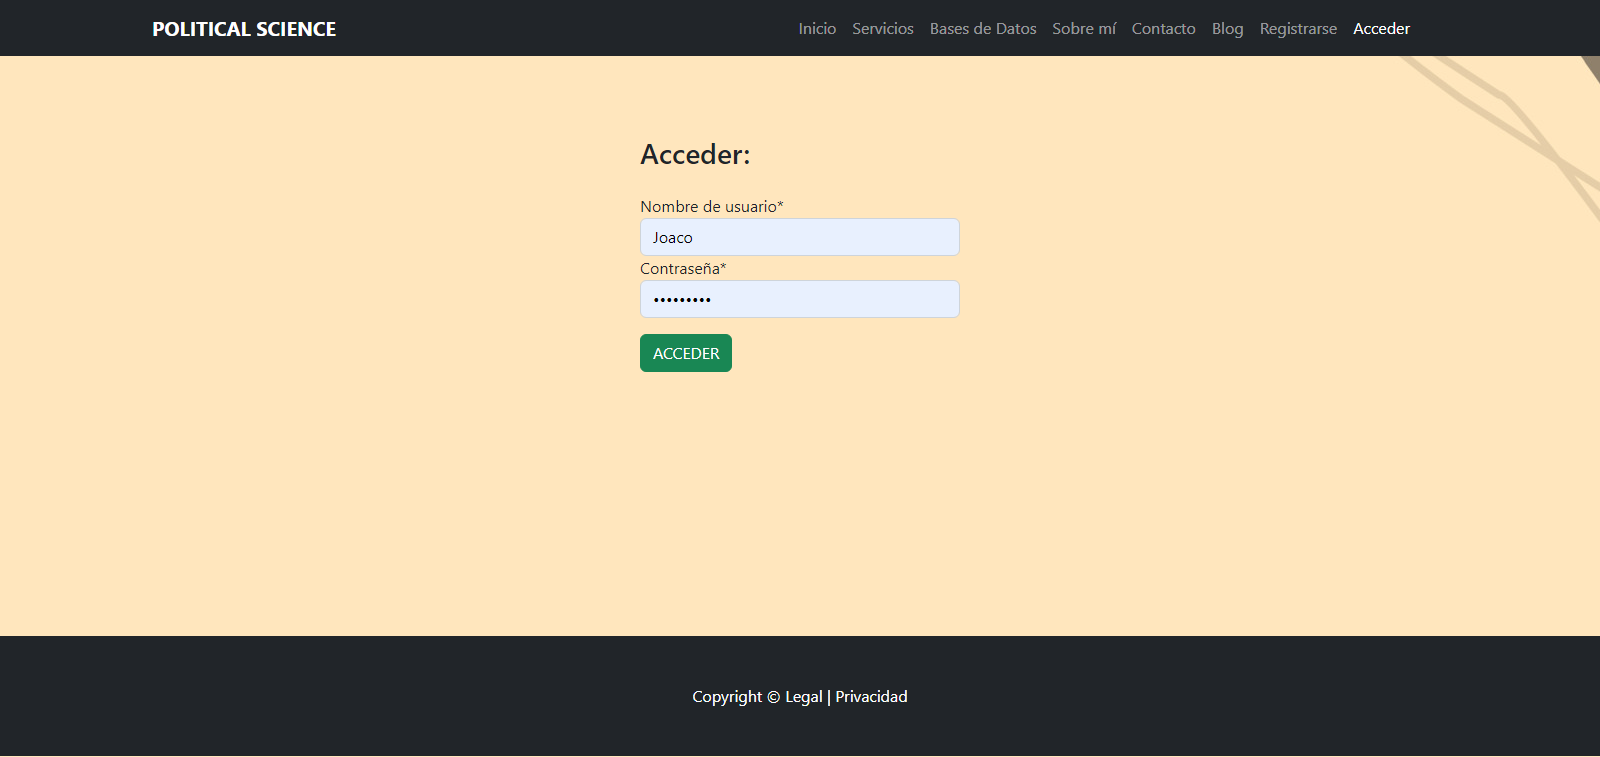 POLITICAL SCIENCE
Inicio Servicios Bases de Datos Sobre mí Contacto Blog Registrarse Acceder
Acceder:
Nombre de usuario*
Joaco
Contraseña*
•••••••••
ACCEDER
Copyright © Legal | Privacidad